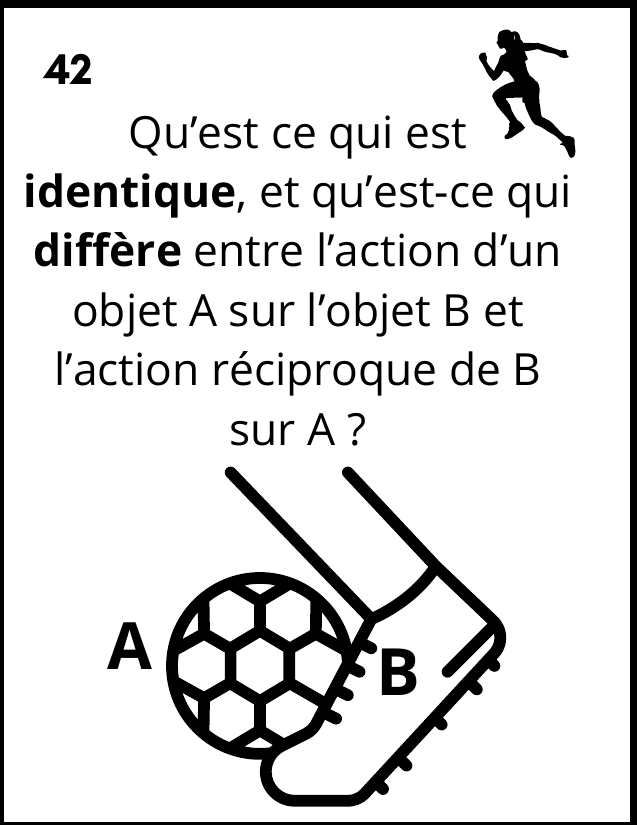 42
Qu’est ce qui est
identique, et qu’est-ce qui
diffère entre l’action d’un
objet A sur l’objet B et
l’action réciproque de B
sur A ?
A
B